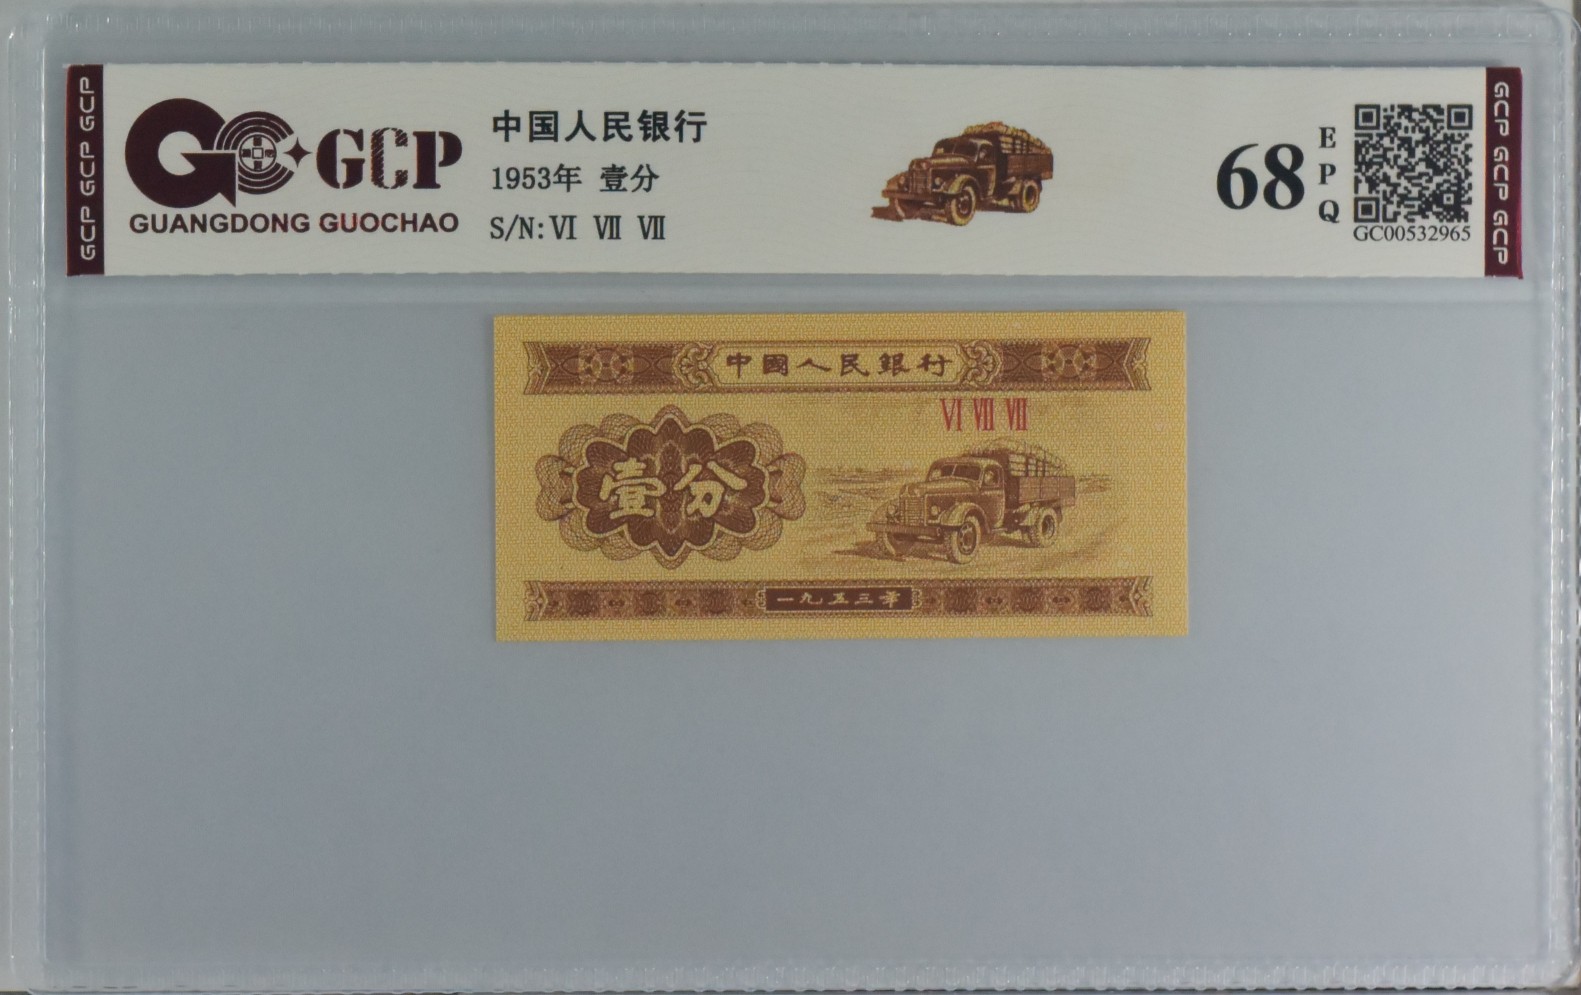 GCP GCP GCP
GCP
GUANGDONG GUOCHAO
中国人民银行
1953年 壹分
S/N: Ⅵ Ⅶ Ⅶ
68
EPQ
GC00532965
GCP GCP GCP
中國人民銀行
Ⅵ Ⅶ Ⅶ
壹分
一九五三年